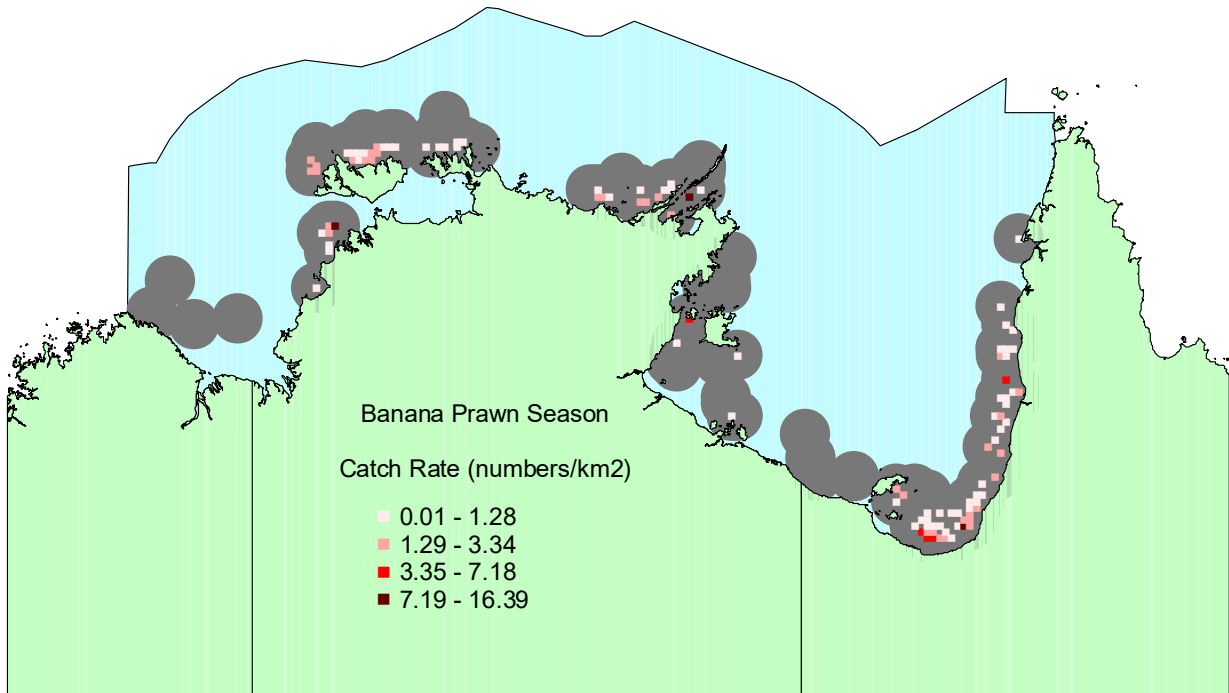 Banana Prawn Season
Catch Rate (numbers/km2)
0.01 - 1.28
1.29 - 3.34
3.35 - 7.18
7.19 - 16.39